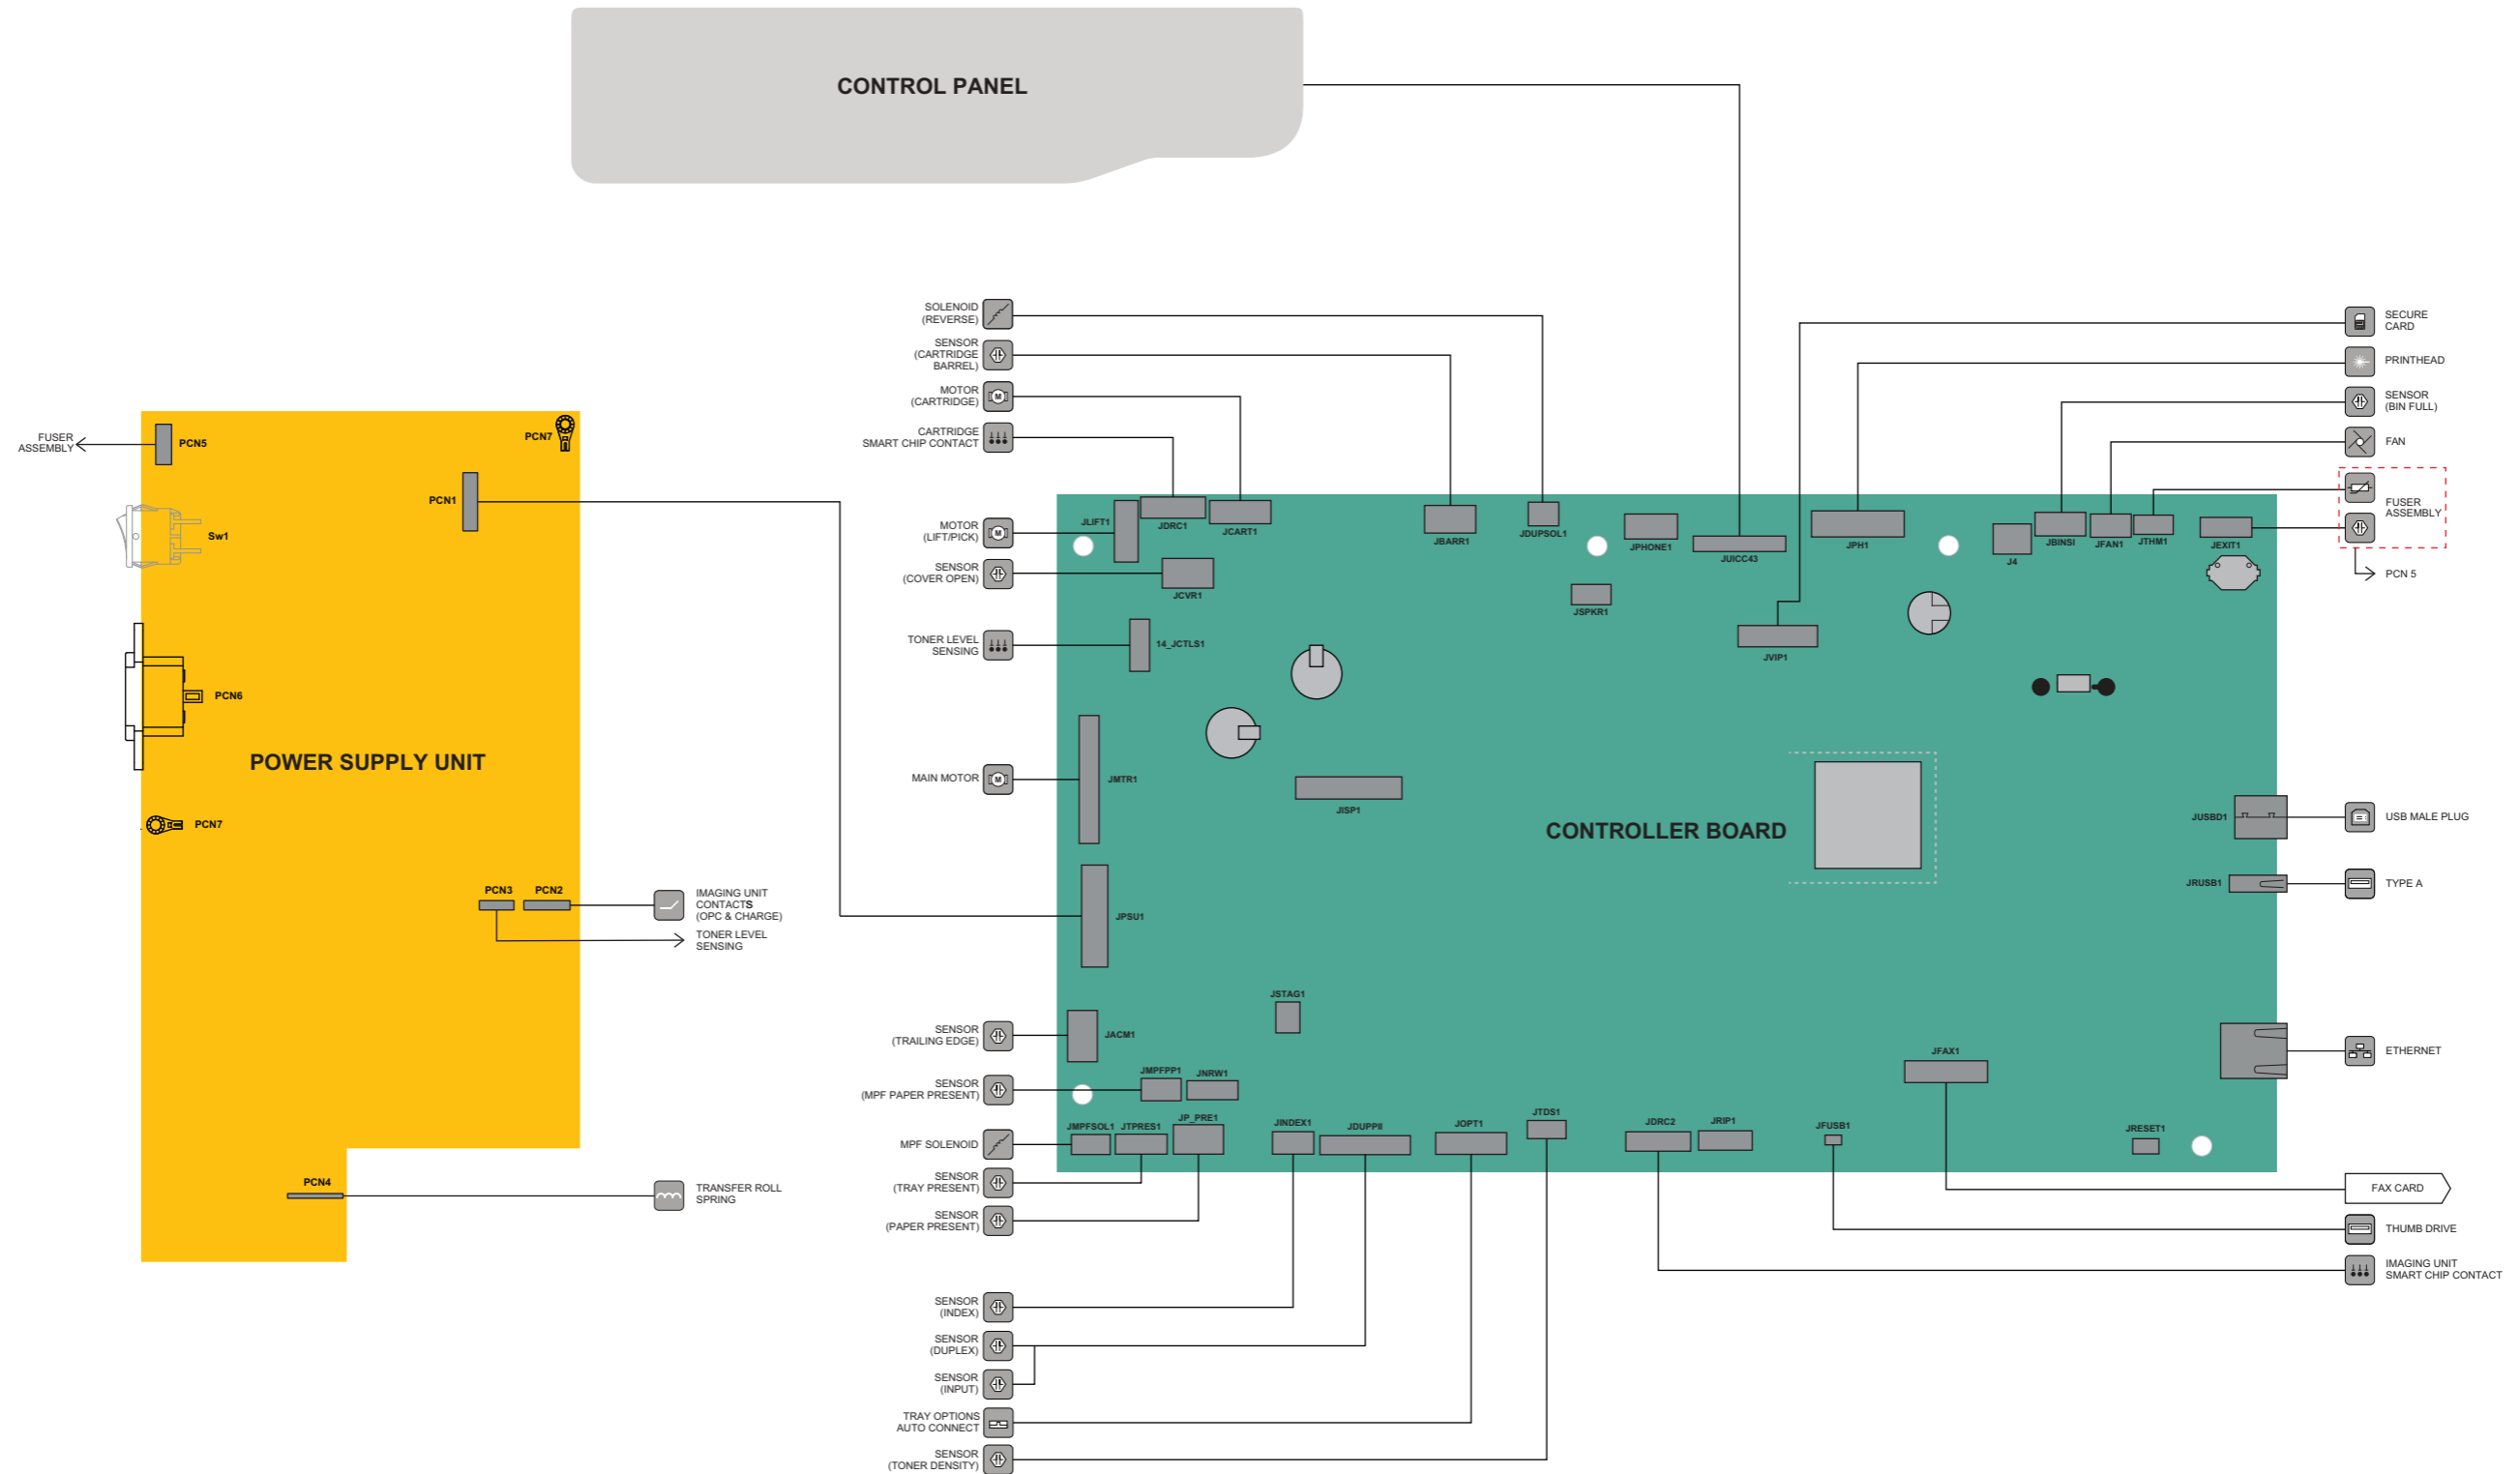 CONTROL PANEL
SOLENOID
(REVERSE)
SENSOR
(CARTRIDGE
BARREL)
MOTOR
(CARTRIDGE)
CARTRIDGE
SMART CHIP CONTACT
MOTOR
(LIFT/PICK)
SENSOR
(COVER OPEN)
TONER LEVEL
SENSING
MAIN MOTOR
SENSOR
(TRAILING EDGE)
SENSOR
(MPF PAPER PRESENT)
MPF SOLENOID
SENSOR
(TRAY PRESENT)
SENSOR
(PAPER PRESENT)
SENSOR
(INDEX)
SENSOR
(DUPLEX)
SENSOR
(INPUT)
TRAY OPTIONS
AUTO CONNECT
SENSOR
(TONER DENSITY)
FUSER
ASSEMBLY
PCN5
PCN7
PCN1
Sw1
PCN6
POWER SUPPLY UNIT
PCN7
PCN3
PCN2
IMAGING UNIT
CONTACTS
(OPC & CHARGE)
TONER LEVEL
SENSING
PCN4
TRANSFER ROLL
SPRING
JLIFT1
JDRC1
JCART1
JBARR1
JDUPSOL1
JPHONE1
JUICC43
JPH1
J4
JBINSI
JFAN1
JTHM1
JEXIT1
JCVR1
JSPKR1
14_JCTLS1
JVIP1
JMTR1
JISP1
CONTROLLER BOARD
JUSBD1
JRUSB1
JPSU1
JSTAG1
JACM1
JFAX1
JMPFPP1
JNRW1
JMPFSOL1
JTPRES1
JP_PRE1
JINDEX1
JDUPPII
JOPT1
JTDS1
JDRC2
JRIP1
JFUSB1
JRESET1
SECURE
CARD
PRINTHEAD
SENSOR
(BIN FULL)
FAN
FUSER
ASSEMBLY
PCN 5
USB MALE PLUG
TYPE A
ETHERNET
FAX CARD
THUMB DRIVE
IMAGING UNIT
SMART CHIP CONTACT
M
M
M